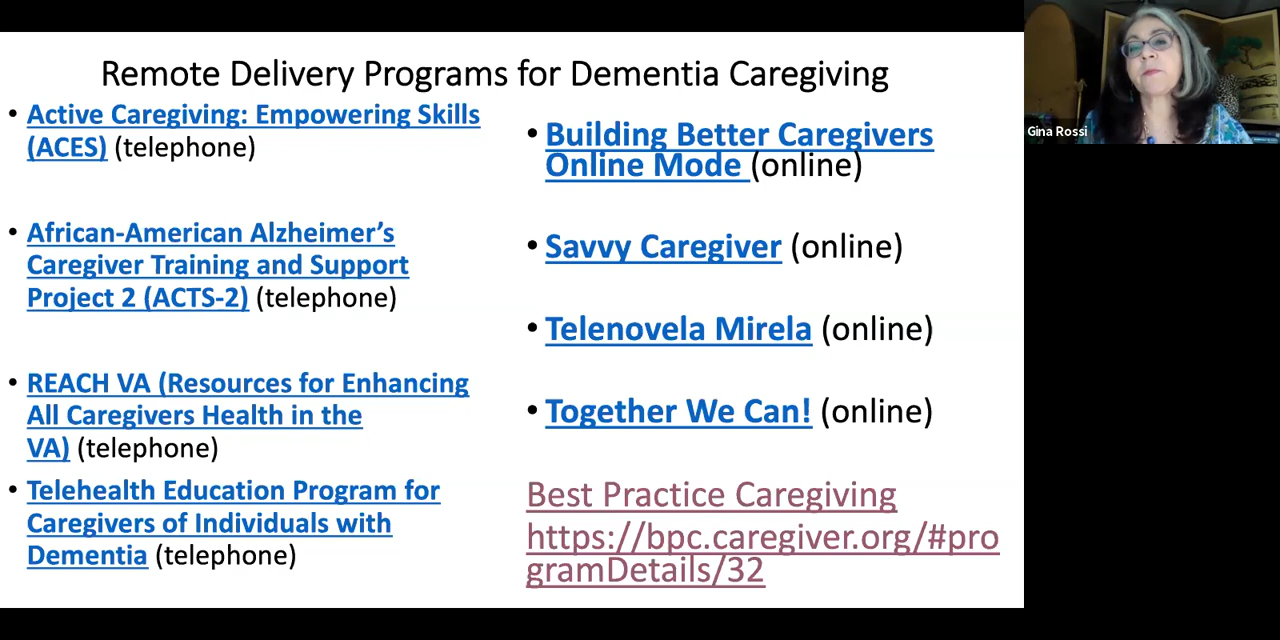 Remote Delivery Programs for Dementia Caregiving
• Active Caregiving: Empowering Skills
(ACES) (telephone)
• African-American Alzheimer's
Caregiver Training and Support
Project 2 (ACTS-2) (telephone)
• REACH VA (Resources for Enhancing
All Caregivers Health in the
VA) (telephone)
• Telehealth Education Program for
Caregivers of Individuals with
Dementia (telephone)
• Building Better Caregivers
Online Mode (online)
• Savvy Caregiver (online)
• Telenovela Mirela (online)
• Together We Can! (online)
Best Practice Caregiving
https://bpc.caregiver.org/#pro
gramDetails/32
Gina Rossi